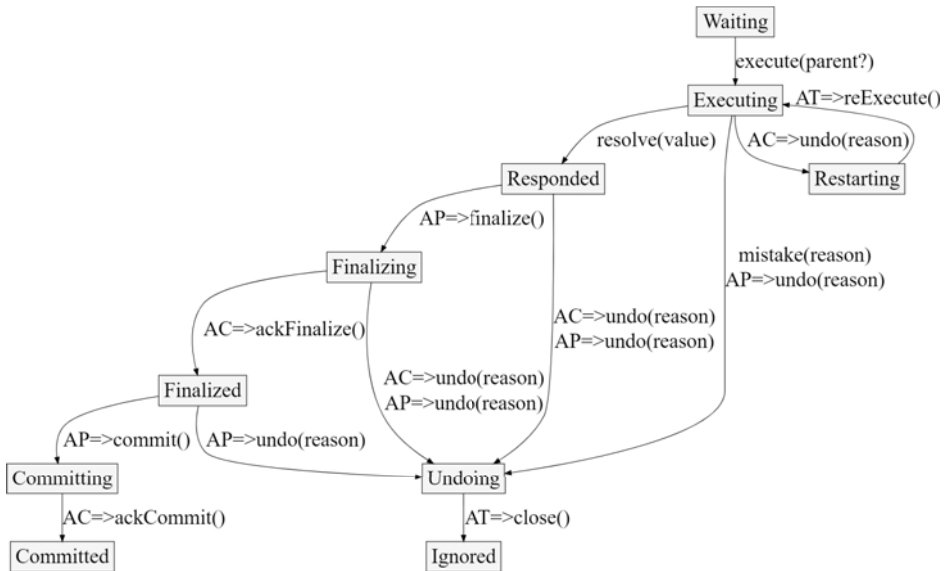 Waiting
execute(parent?)
Executing
AT=>reExecute()
resolve(value)
AC=>undo(reason)
Responded
Restarting
AP=>finalize()
mistake(reason)
AP=>undo(reason)
Finalizing
AC=>ackFinalize()
AC=>undo(reason)
AP=>undo(reason)
AC=>undo(reason)
AP=>undo(reason)
Finalized
AP=>commit()
AP=>undo(reason)
Committing
Undoing
AC=>ackCommit()
AT=>close()
Committed
Ignored